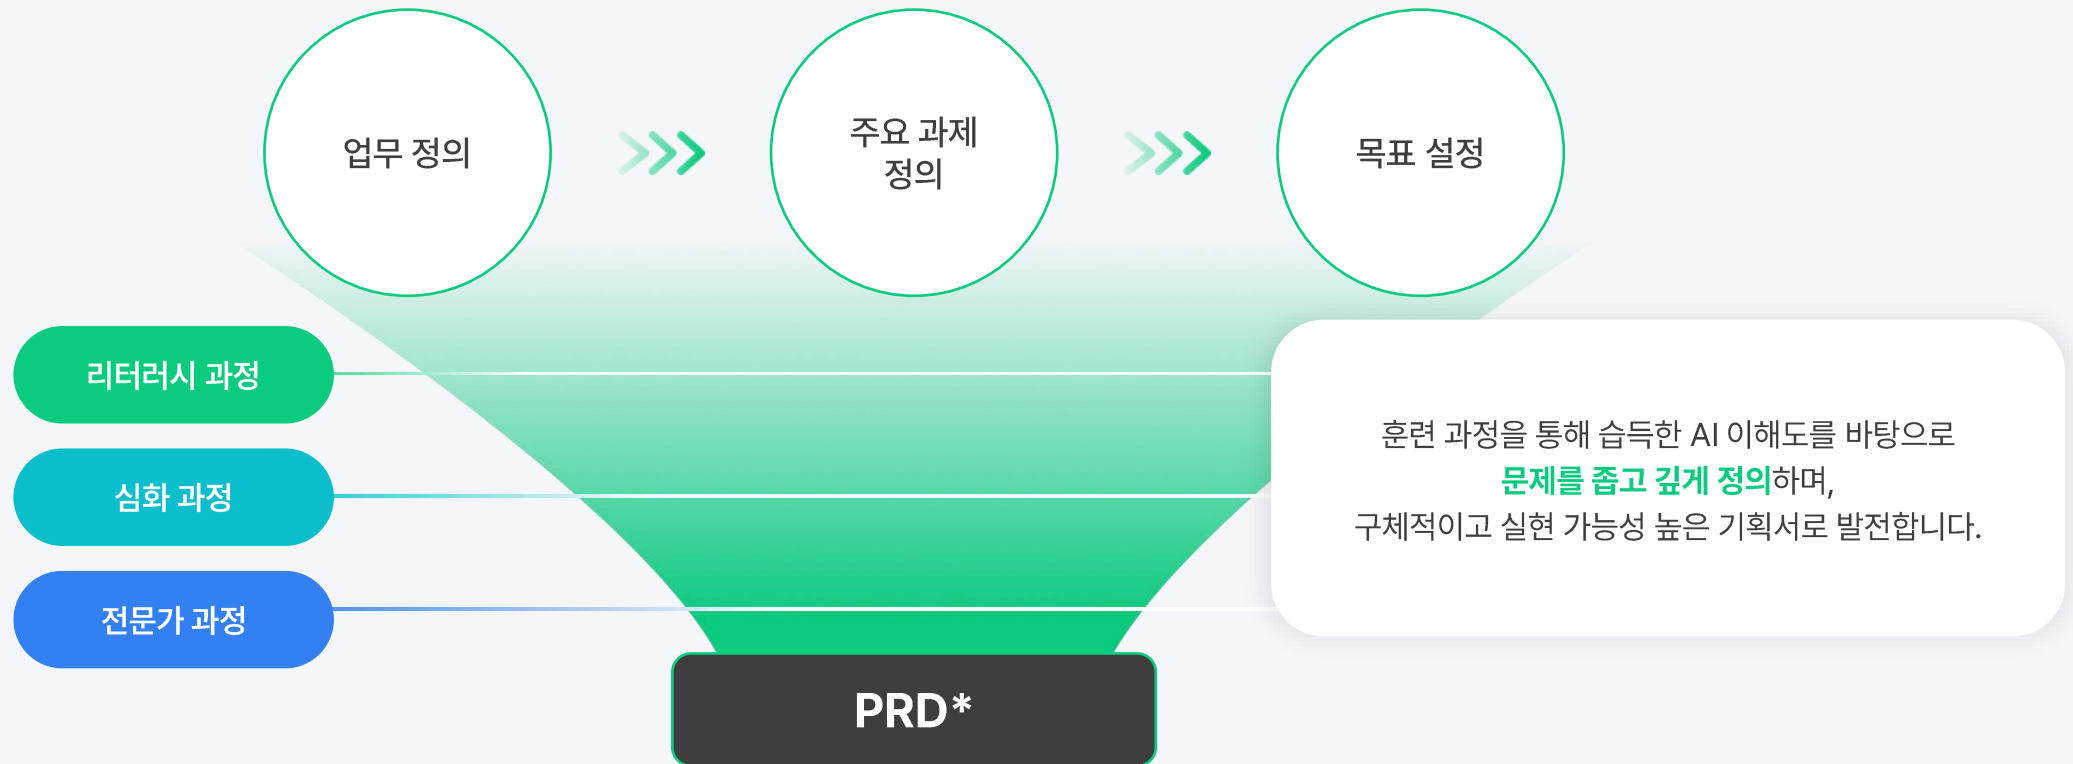 업무 정의
주요 과제
정의
목표 설정
리터러시 과정
심화 과정
전문가 과정
훈련 과정을 통해 습득한 AI 이해도를 바탕으로
문제를 좁고 깊게 정의하며,
구체적이고 실현 가능성 높은 기획서로 발전합니다.
PRD*